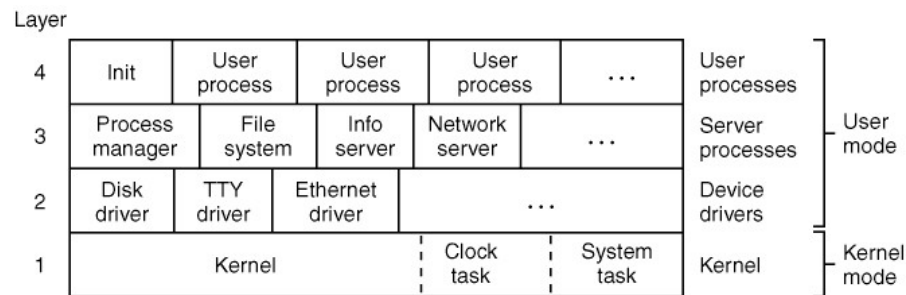 Layer
4 Init User process User process User process ... User processes
3 Process manager File system Info server Network server ... Server processes User mode
2 Disk driver TTY driver Ethernet driver ... Device drivers
1 Kernel Clock task System task Kernel Kernel mode